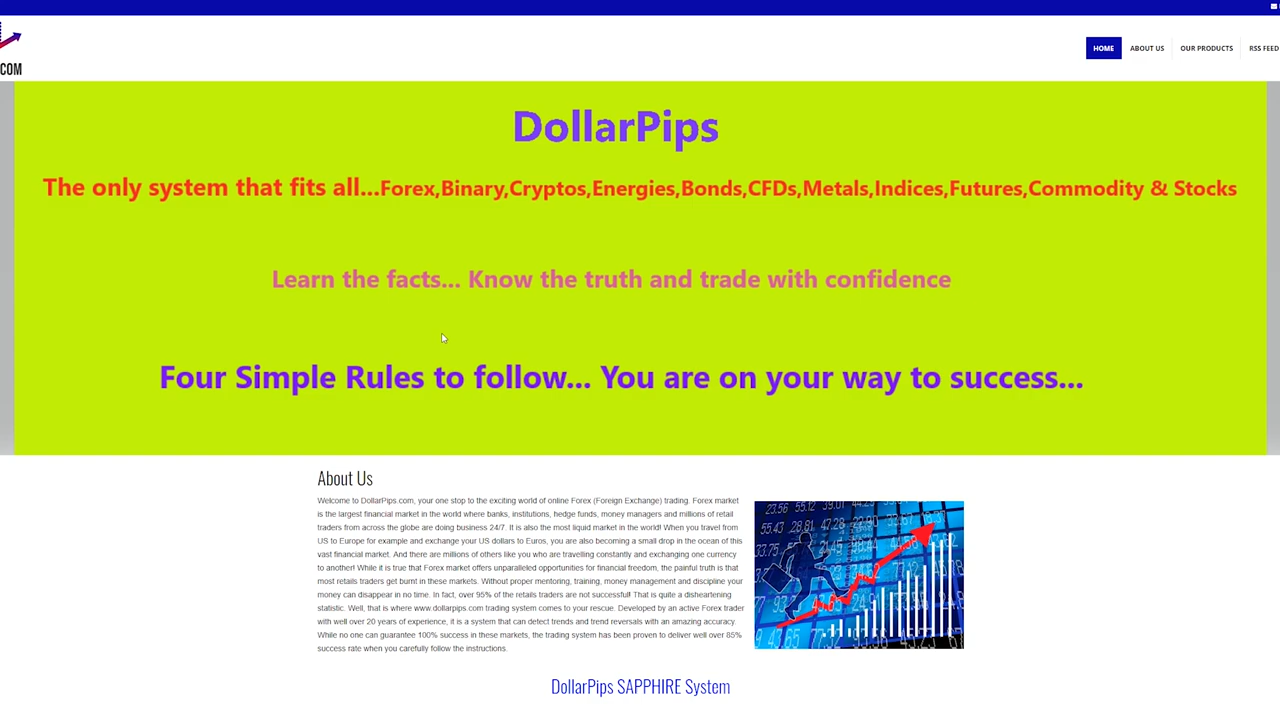 COM
HOME
ABOUT US
OUR PRODUCTS
RSS FEED
DollarPips
The only system that fits all...Forex,Binary,Cryptos,Energies,Bonds,CFDs,Metals,Indices,Futures,Commodity & Stocks
Learn the facts... Know the truth and trade with confidence
Four Simple Rules to follow... You are on your way to success...
About Us
Welcome to DollarPips.com, your one stop to the exciting world of online Forex (Foreign Exchange) trading. Forex market
is the largest financial market in the world where banks, institutions, hedge funds, money managers and millions of retail
traders from across the globe are doing business 24/7. It is also the most liquid market in the world! When you travel from
US to Europe for example and exchange your US dollars to Euros, you are also becoming a small drop in the ocean of this
vast financial market. And there are millions of others like you who are travelling constantly and exchanging one currency
to another! While it is true that Forex market offers unparalleled opportunities for financial freedom, the painful truth is that
most retails traders get burnt in these markets. Without proper mentoring, training, money management and discipline your
money can disappear in no time. In fact, over 95% of the retails traders are not successful! That is quite a disheartening
statistic. Well, that is where www.dollarpips.com trading system comes to your rescue. Developed by an active Forex trader
with well over 20 years of experience, it is a system that can detect trends and trend reversals with an amazing accuracy.
While no one can guarantee 100% success in these markets, the trading system has been proven to deliver well over 85%
success rate when you carefully follow the instructions.
23.56 55.12
55.43 28.81 47.28
33.75
DollarPips SAPPHIRE System